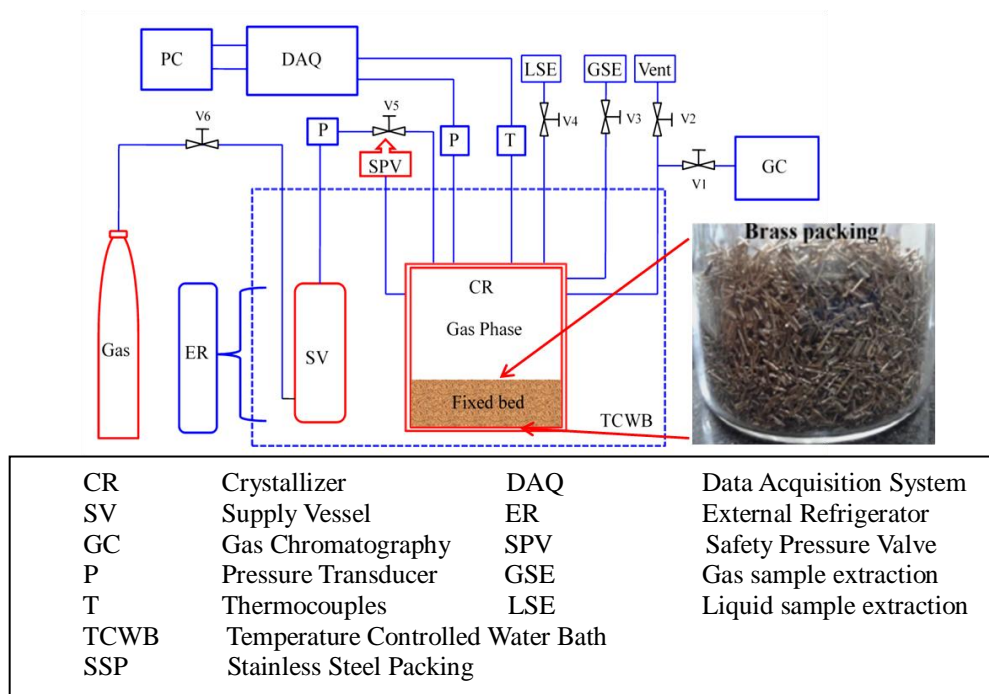 PC
DAQ
LSE
GSE
Vent
V6
P
V5
P
T
V4
V3
V2
SPV
V1
GC
Brass packing
CR
Gas Phase
Gas
ER
SV
Fixed bed
TCWB
CR Crystallizer DAQ Data Acquisition System
SV Supply Vessel ER External Refrigerator
GC Gas Chromatography SPV Safety Pressure Valve
P Pressure Transducer GSE Gas sample extraction
T Thermocouples LSE Liquid sample extraction
TCWB Temperature Controlled Water Bath
SSP Stainless Steel Packing